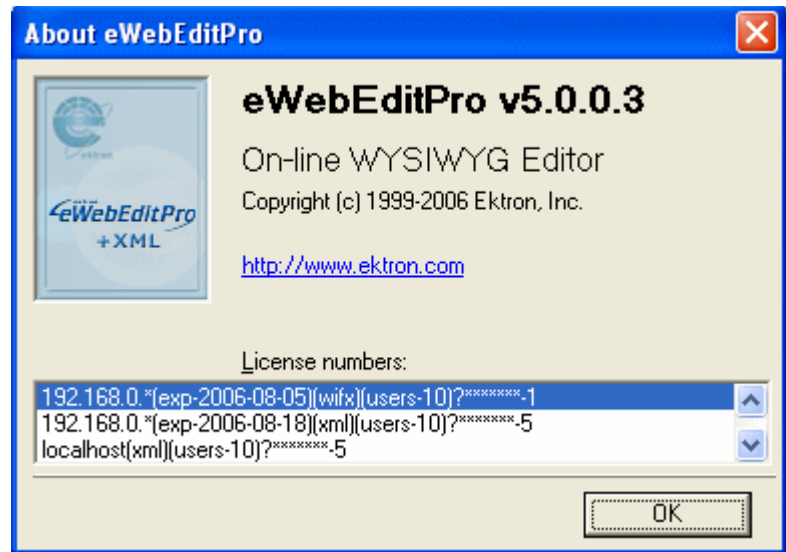 About eWebEditPro
eWebEditPro v5.0.0.3
On-line WYSIWYG Editor
Copyright (c) 1999-2006 Ektron, Inc.
http://www.ektron.com
ektron
eWebEditPro
+XML
License numbers:
192.168.0.*(exp-2006-08-05)(wifx)(users-10)?*******-1
192.168.0.*(exp-2006-08-18)(xml)(users-10)?*******-5
localhost(xml)(users-10)?*******-5
OK